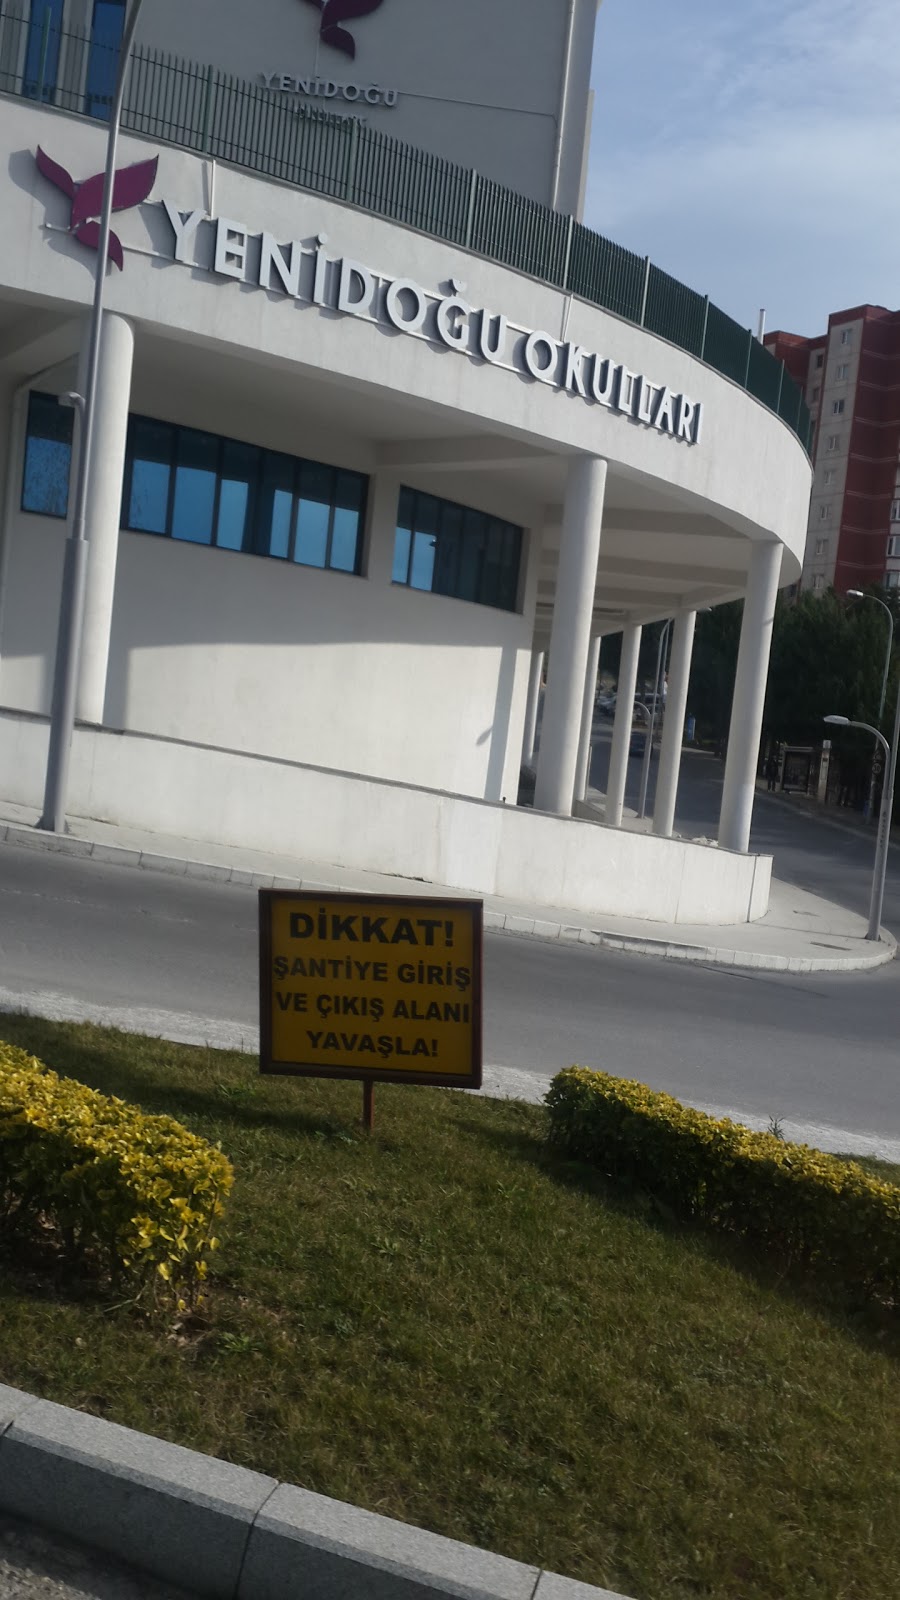 YENİDOĞU
YENİDOĞU OKULLARI
DİKKAT!
ŞANTİYE GİRİŞ
VE ÇIKIŞ ALANI
YAVAŞLA!